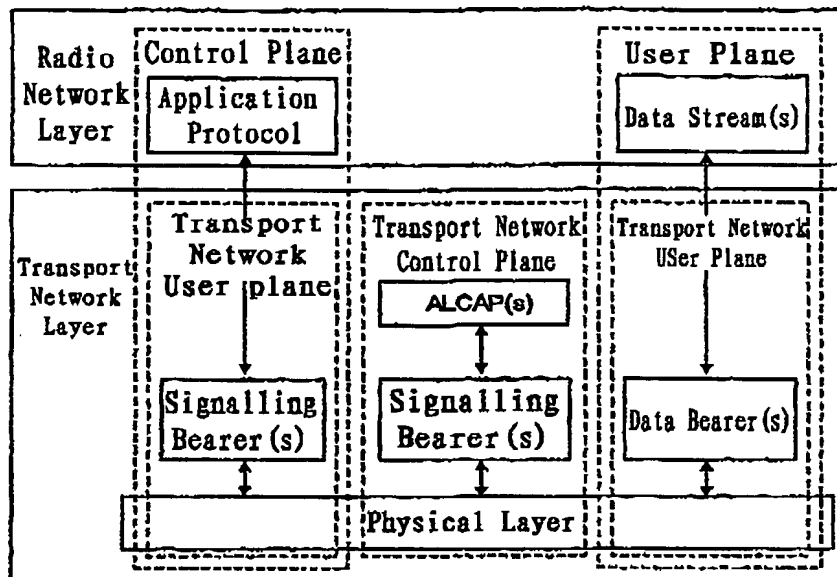 Radio
Network
Layer
Control Plane
Application
Protocol
User Plane
Data Stream(s)
Transport
Network
Layer
Transport
Network
User plane
Signalling
Bearer(s)
Transport Network
Control Plane
ALCAP(s)
Signalling
Bearer(s)
Transport Network
USer Plane
Data Bearer(s)
Physical Layer